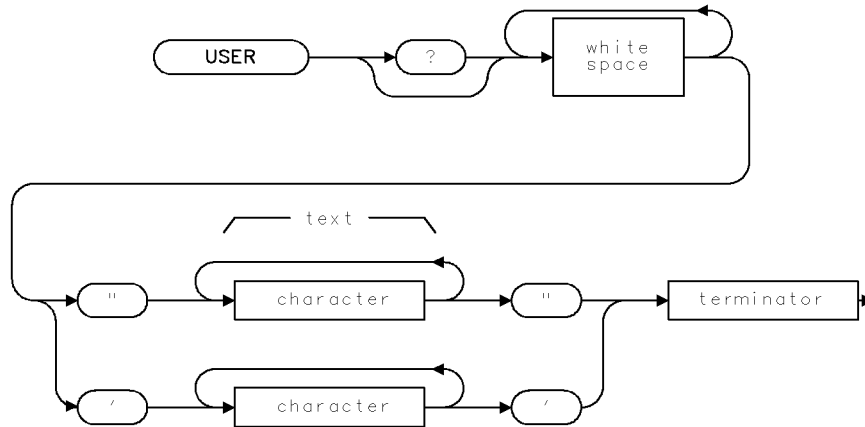 USER ? white
space
text
" character " terminator
' character '